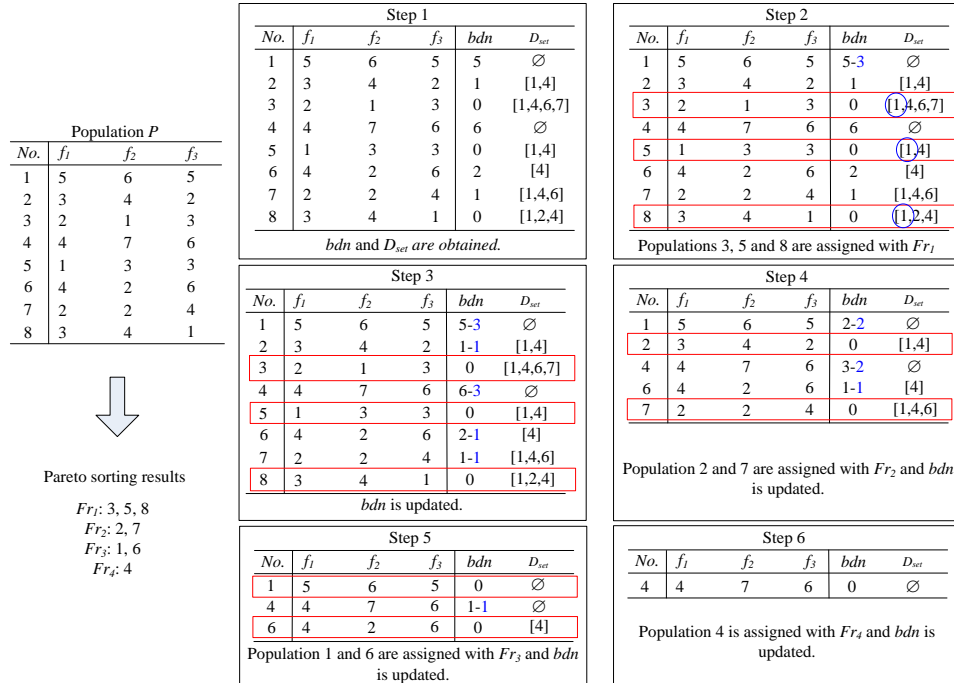 Population P
No. f1 f2 f3
1 5 6 5
2 3 4 2
3 2 1 3
4 4 7 6
5 1 3 3
6 4 2 6
7 2 2 4
8 3 4 1
Pareto sorting results
Fr1: 3, 5, 8
Fr2: 2, 7
Fr3: 1, 6
Fr4: 4
Step 1
No. f1 f2 f3 bdn Dset
1 5 6 5 5 ∅
2 3 4 2 1 [1,4]
3 2 1 3 0 [1,4,6,7]
4 4 7 6 6 ∅
5 1 3 3 0 [1,4]
6 4 2 6 2 [4]
7 2 2 4 1 [1,4,6]
8 3 4 1 0 [1,2,4]
bdn and Dset are obtained.
Step 2
No. f1 f2 f3 bdn Dset
1 5 6 5 5-3 ∅
2 3 4 2 1 [1,4]
3 2 1 3 0 [1,4,6,7]
4 4 7 6 6 ∅
5 1 3 3 0 [1,4]
6 4 2 6 2 [4]
7 2 2 4 1 [1,4,6]
8 3 4 1 0 [1,2,4]
Populations 3, 5 and 8 are assigned with Fr1
Step 3
No. f1 f2 f3 bdn Dset
1 5 6 5 5-3 ∅
2 3 4 2 1-1 [1,4]
3 2 1 3 0 [1,4,6,7]
4 4 7 6 6-3 ∅
5 1 3 3 0 [1,4]
6 4 2 6 2-1 [4]
7 2 2 4 1-1 [1,4,6]
8 3 4 1 0 [1,2,4]
bdn is updated.
Step 4
No. f1 f2 f3 bdn Dset
1 5 6 5 2-2 ∅
2 3 4 2 0 [1,4]
4 4 7 6 3-2 ∅
6 4 2 6 1-1 [4]
7 2 2 4 0 [1,4,6]
Population 2 and 7 are assigned with Fr2 and bdn
is updated.
Step 5
No. f1 f2 f3 bdn Dset
1 5 6 5 0 ∅
4 4 7 6 1-1 ∅
6 4 2 6 0 [4]
Population 1 and 6 are assigned with Fr3 and bdn
is updated.
Step 6
No. f1 f2 f3 bdn Dset
4 4 7 6 0 ∅
Population 4 is assigned with Fr4 and bdn is
updated.